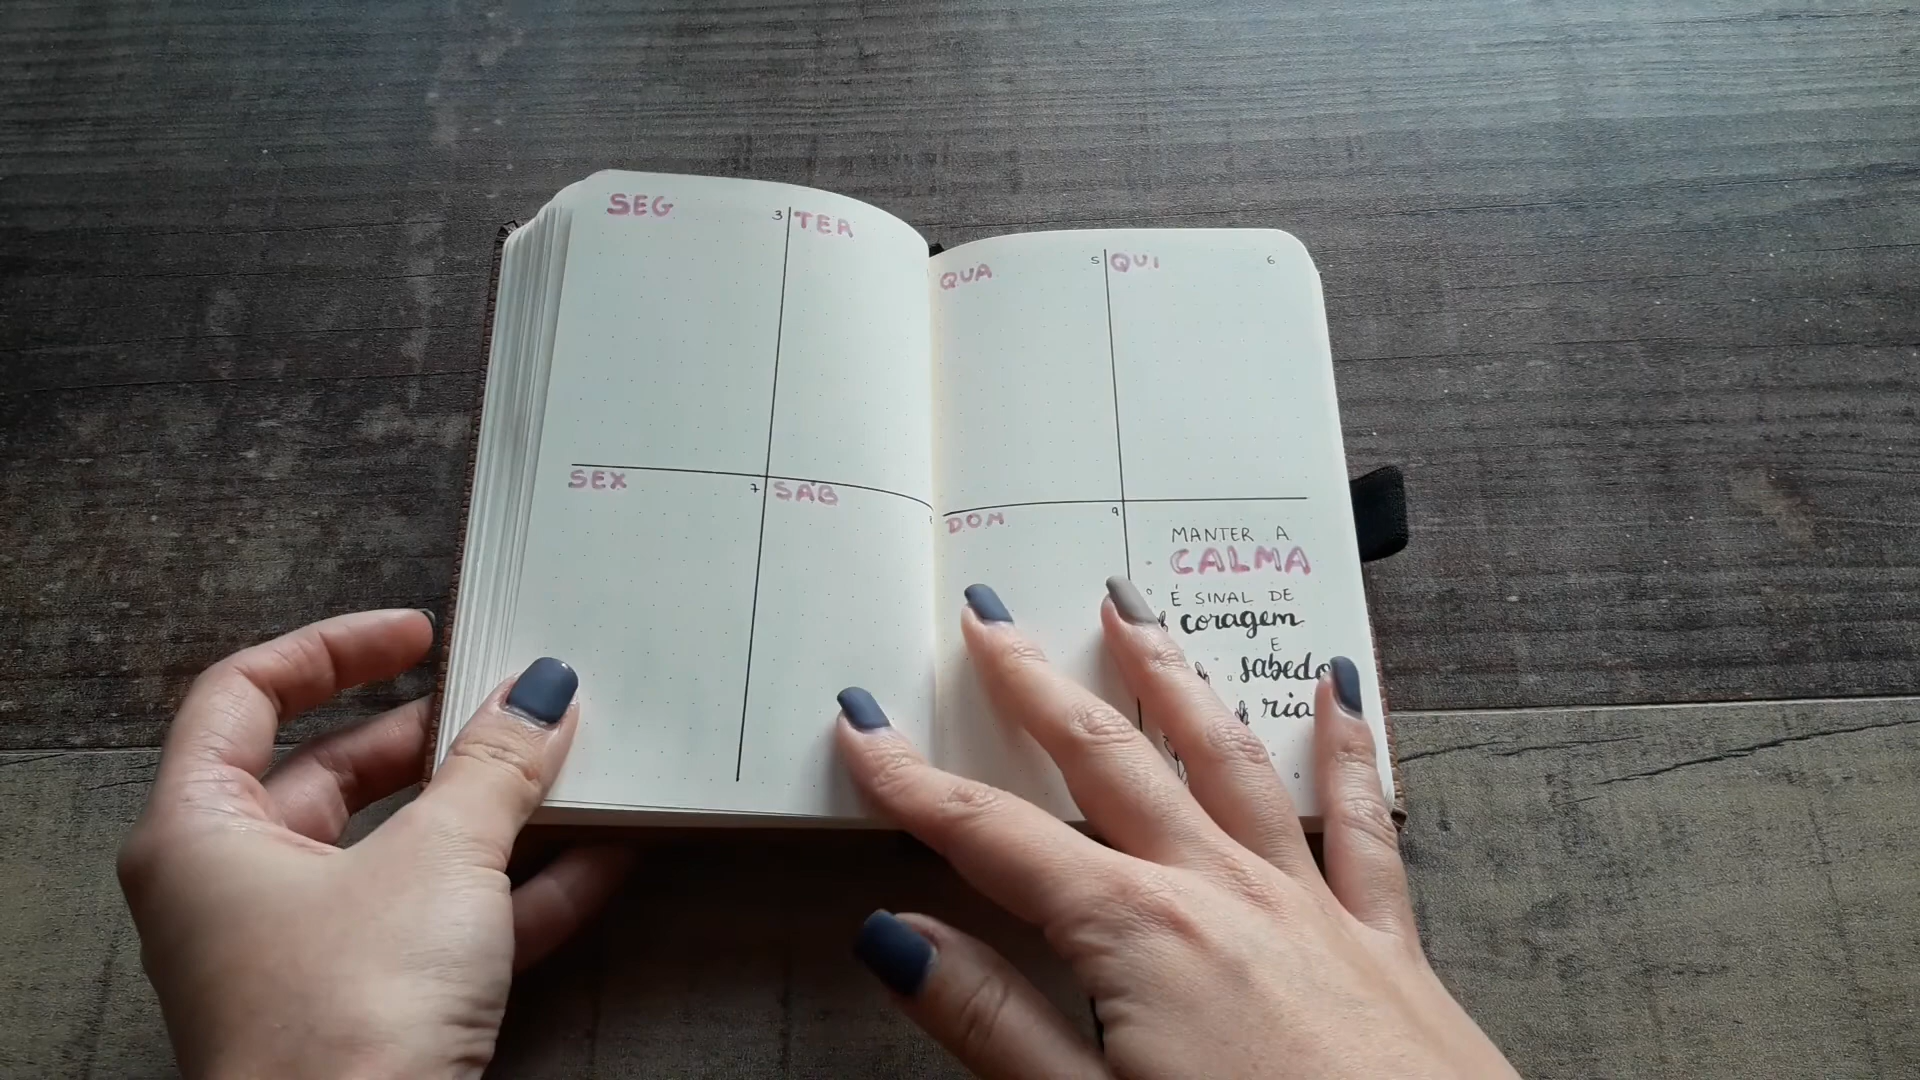 SEG 3
TER
QUA 5
QUI 6
SEX 7
SÁB
DOM 9
MANTER A
CALMA
É SINAL DE
coragem
E
sabedo
ria